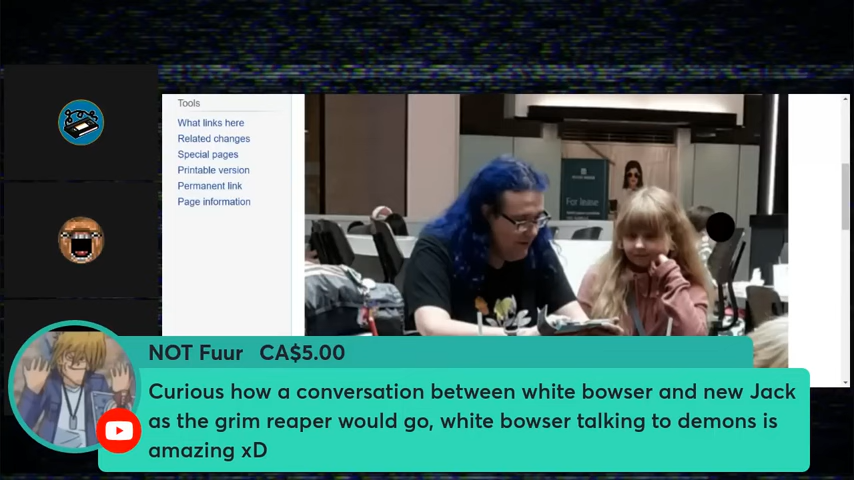 Tools
What links here
Related changes
Special pages
Printable version
Permanent link
Page information
For lease
NOT Fuur CA$5.00
Curious how a conversation between white bowser and new Jack
as the grim reaper would go, white bowser talking to demons is
amazing xD